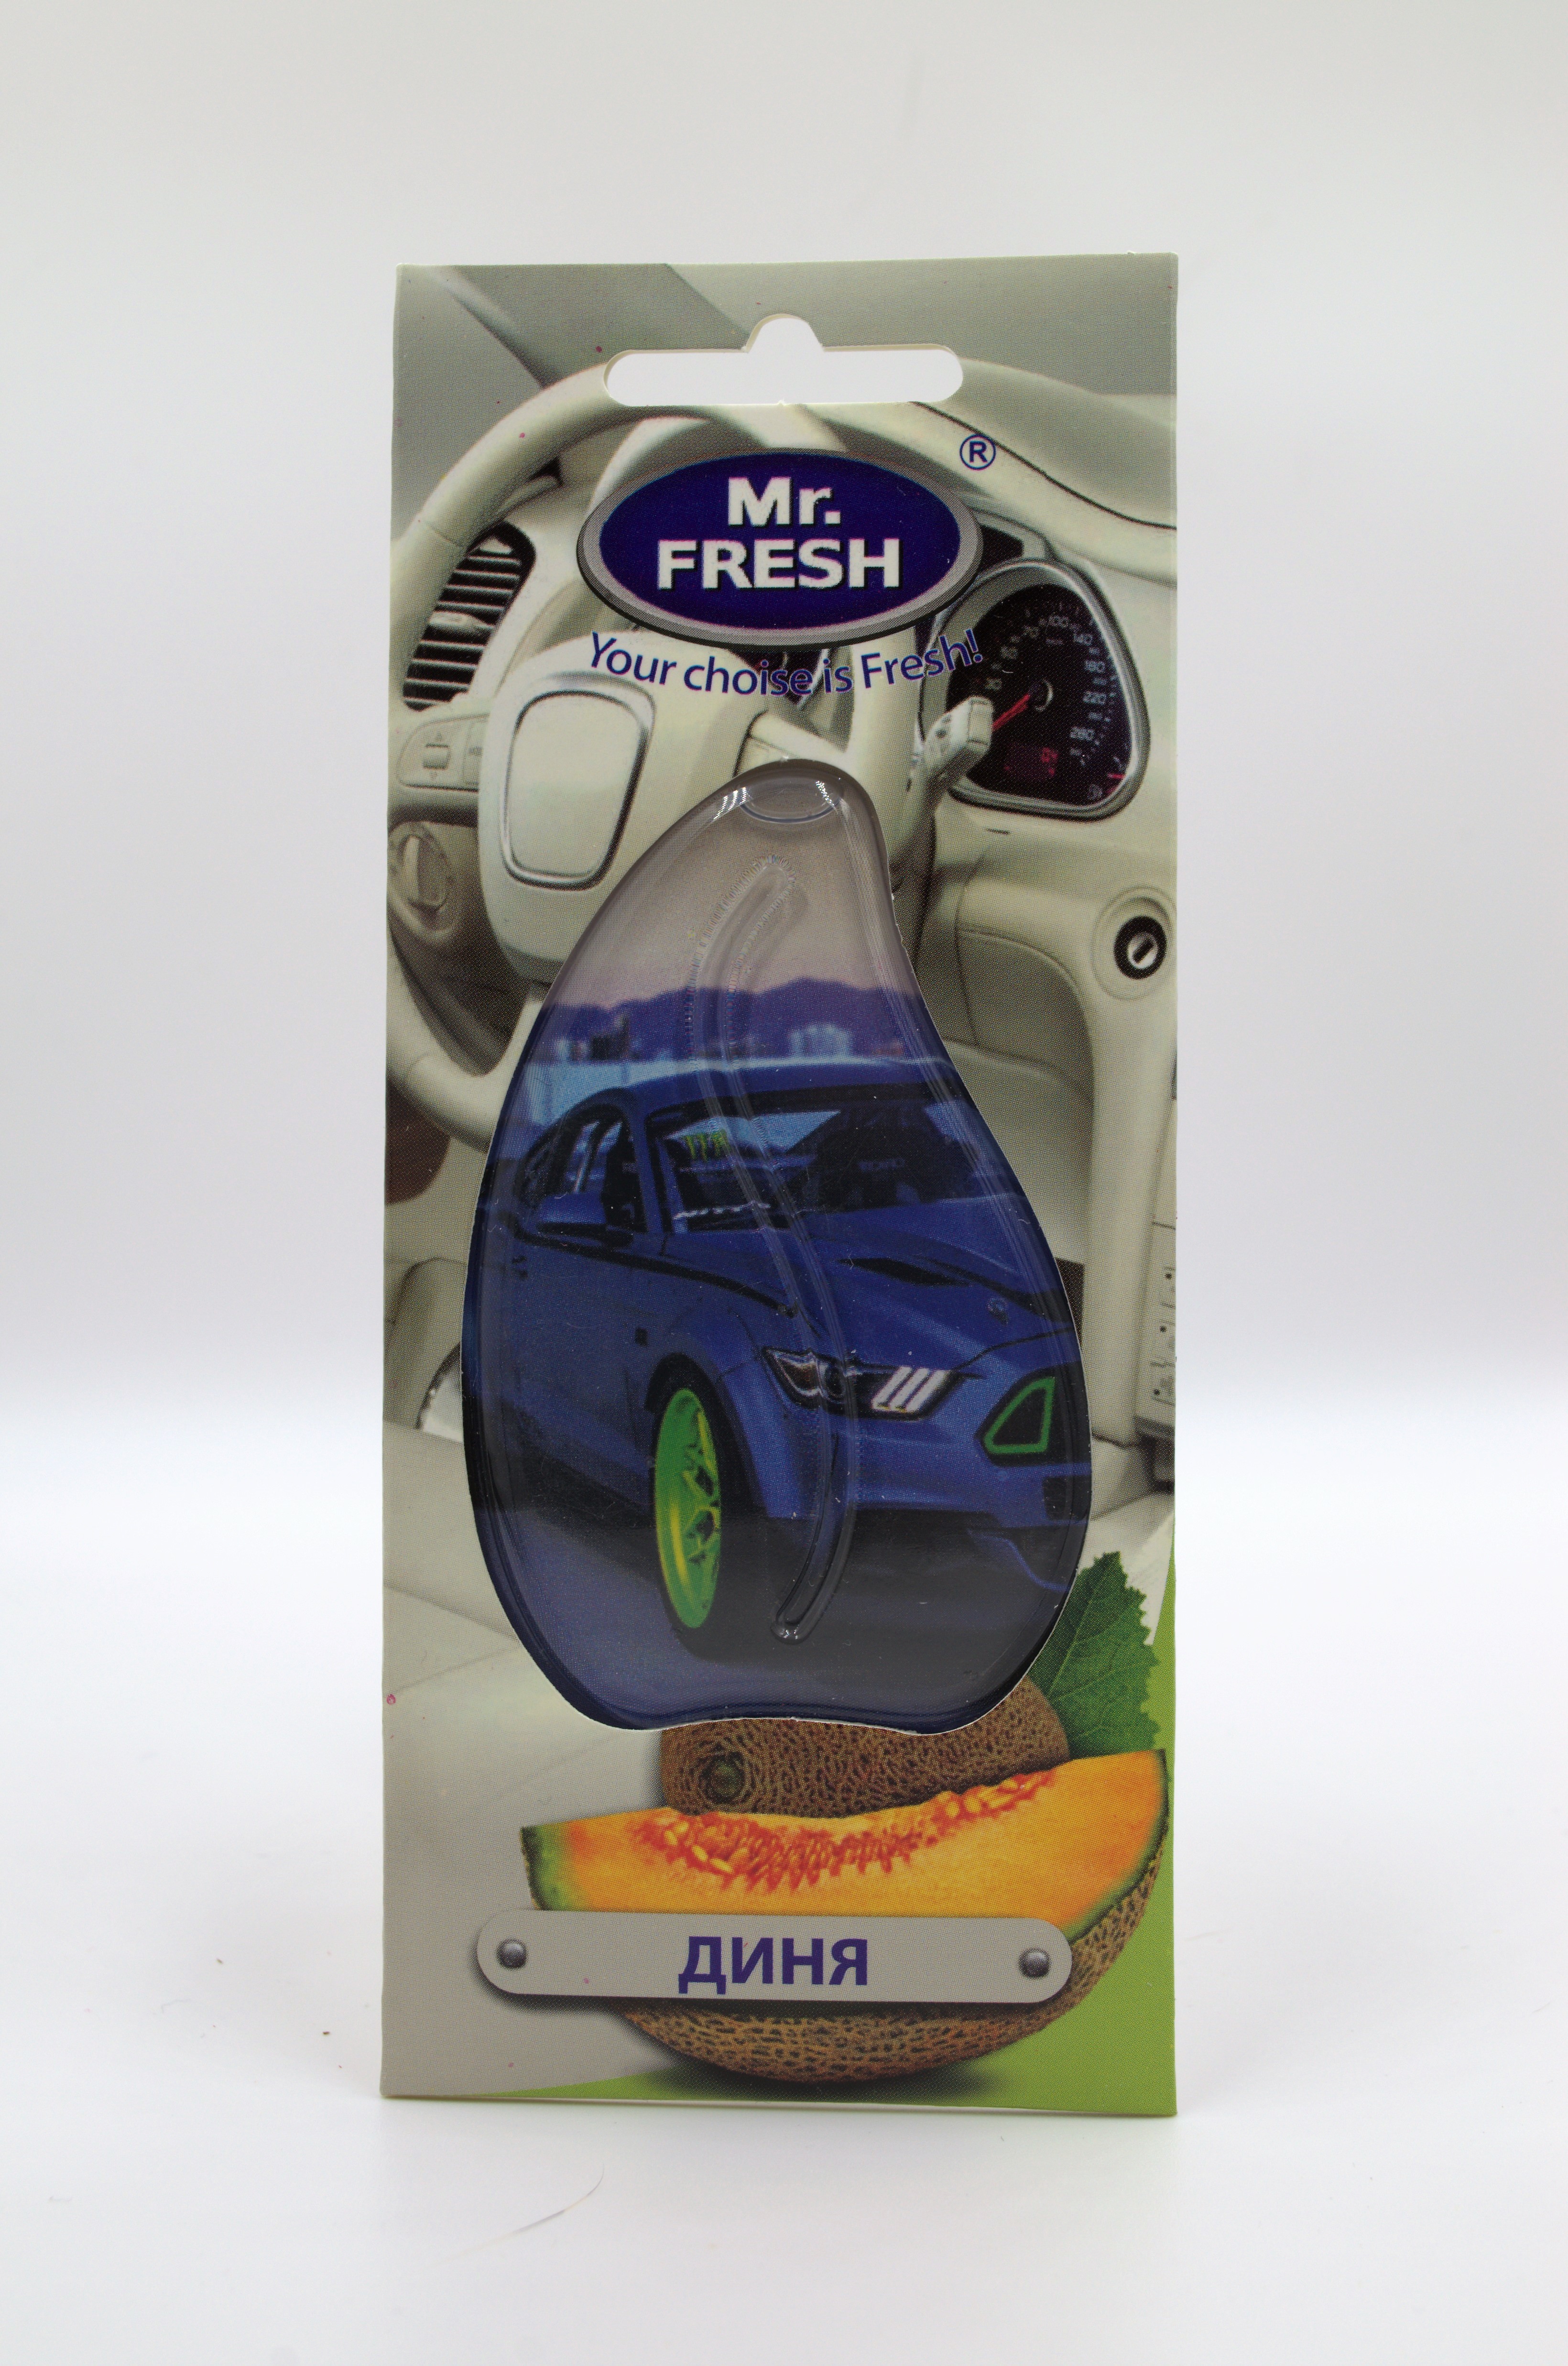 ®
Mr.
FRESH
Your choise is Fresh!
ДИНЯ